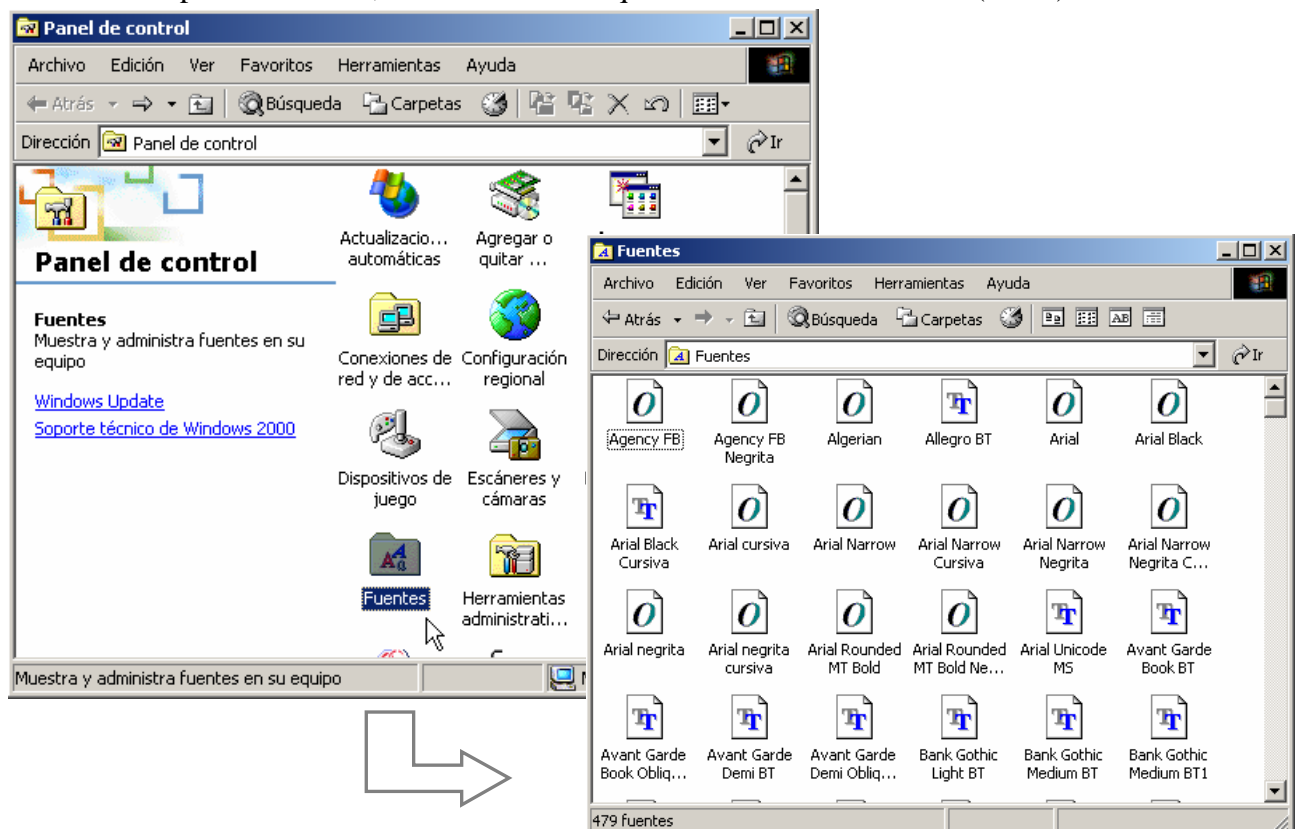 Panel de control
Archivo Edición Ver Favoritos Herramientas Ayuda
Atrás Búsqueda Carpetas
Dirección Panel de control Ir
Panel de control
Fuentes
Muestra y administra fuentes en su
equipo
Windows Update
Soporte técnico de Windows 2000
Actualizacio...
automáticas
Agregar o
quitar ...
Conexiones de
red y de acc...
Configuración
regional
Dispositivos de
juego
Escáneres y
cámaras
Fuentes
Herramientas
administrati...
Muestra y administra fuentes en su equipo
Fuentes
Archivo Edición Ver Favoritos Herramientas Ayuda
Atrás Búsqueda Carpetas
Dirección Fuentes Ir
Agency FB
Agency FB
Negrita
Algerian
Allegro BT
Arial
Arial Black
Arial Black
Cursiva
Arial cursiva
Arial Narrow
Arial Narrow
Cursiva
Arial Narrow
Negrita
Arial Narrow
Negrita C...
Arial negrita
Arial negrita
cursiva
Arial Rounded
MT Bold
Arial Rounded
MT Bold Ne...
Arial Unicode
MS
Avant Garde
Book BT
Avant Garde
Book Obliq...
Avant Garde
Demi BT
Avant Garde
Demi Obliq...
Bank Gothic
Light BT
Bank Gothic
Medium BT
Bank Gothic
Medium BT1
479 fuentes